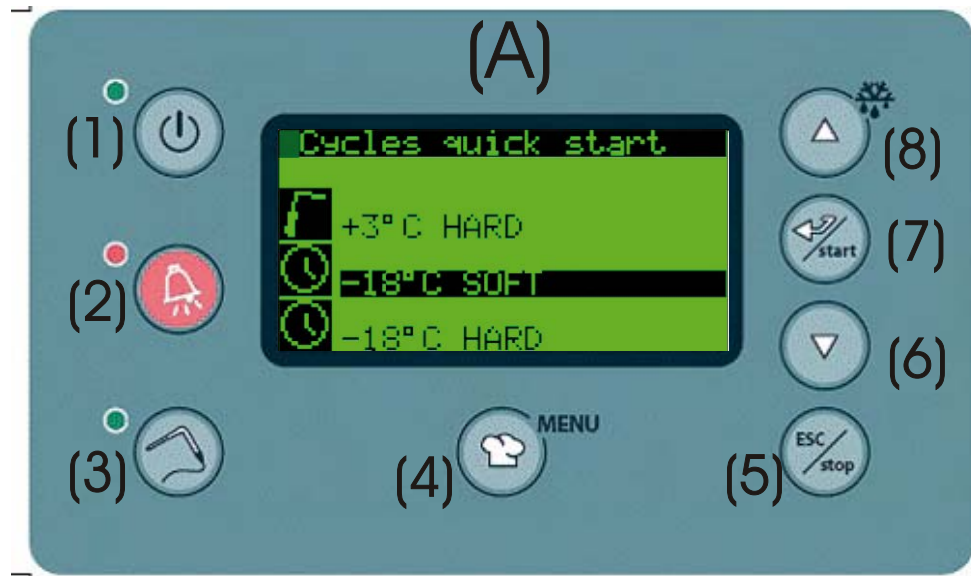 (A)
(1)
(2)
(3)
Cycles quick start
+3°C HARD
-18°C SOFT
-18°C HARD
(4)
MENU
(8)
(7)
start
(6)
(5)
ESC
stop